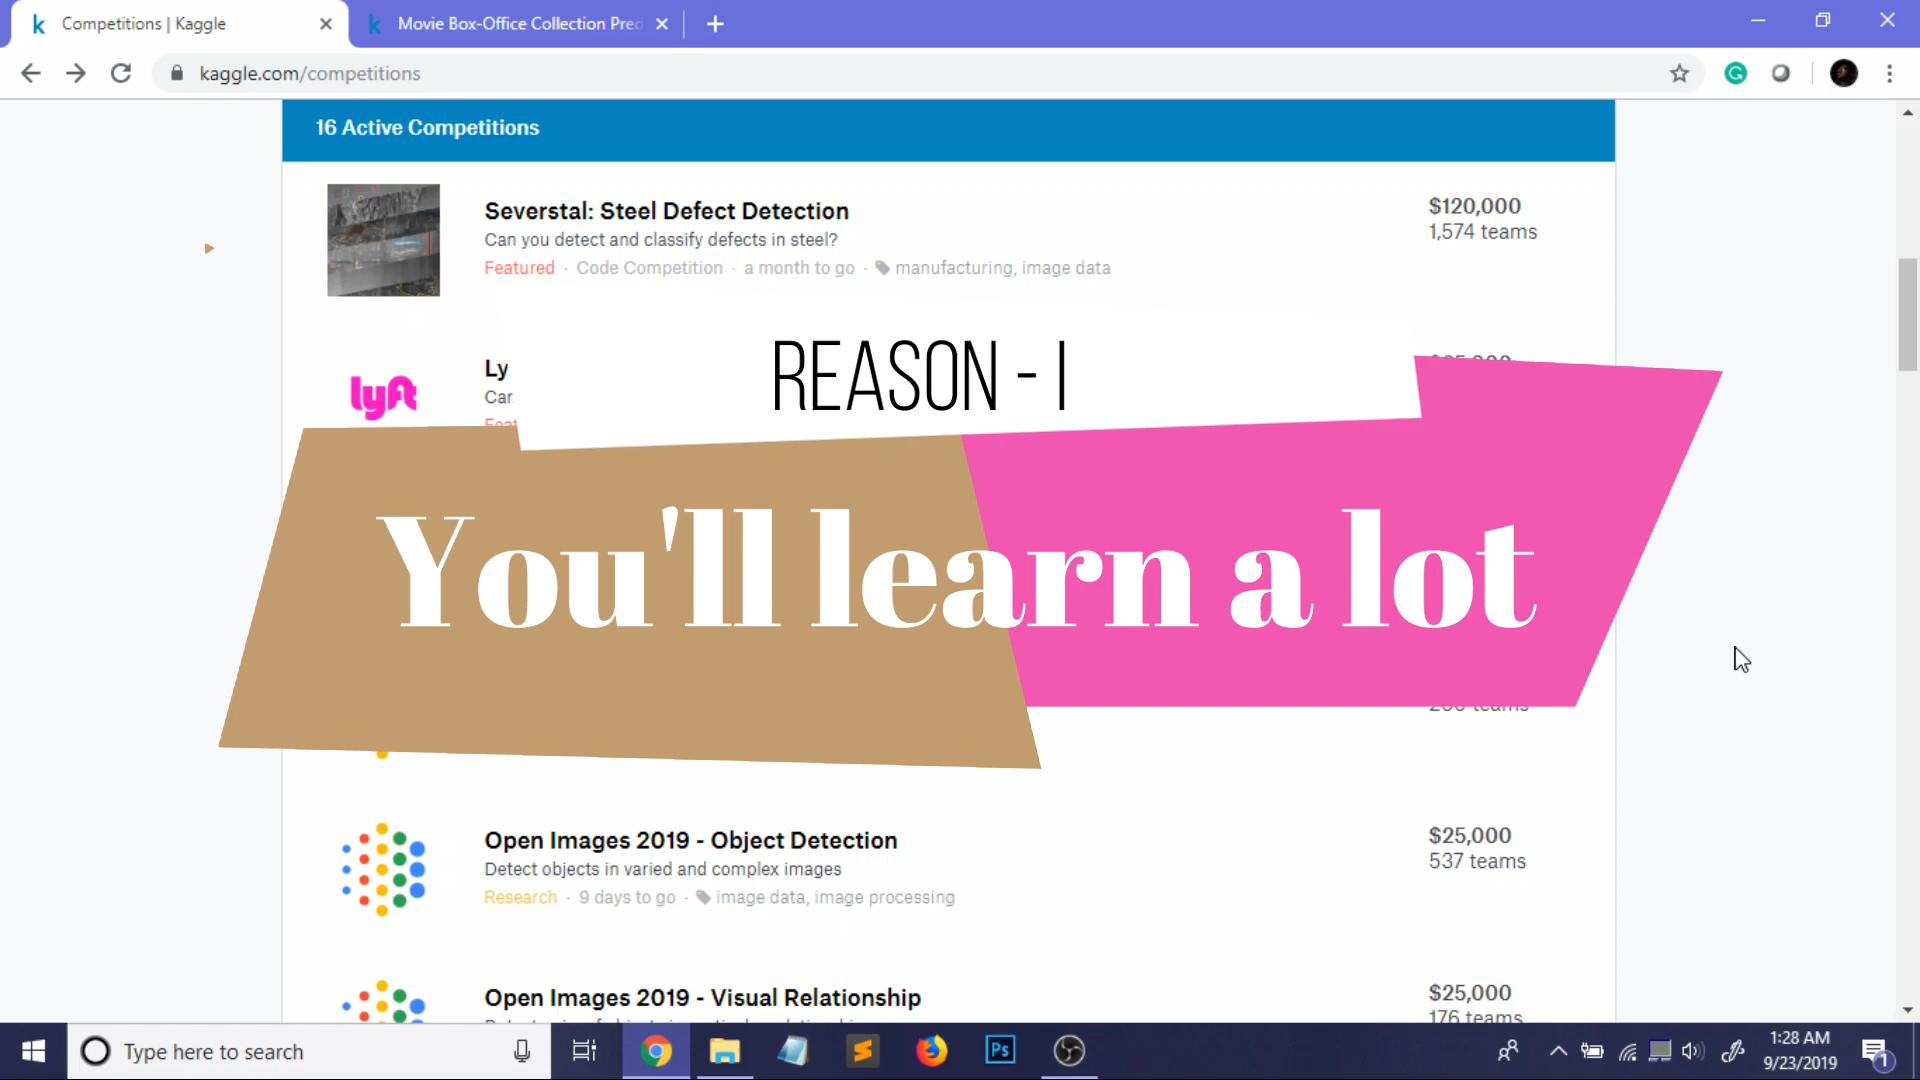 Competitions | Kaggle
Movie Box-Office Collection Pred
kaggle.com/competitions
16 Active Competitions
Severstal: Steel Defect Detection
$120,000
Can you detect and classify defects in steel?
1,574 teams
Featured · Code Competition · a month to go · manufacturing, image data
REASON - I
Ly
lyft
Car
You'll learn a lot
Open Images 2019 - Object Detection
$25,000
Detect objects in varied and complex images
537 teams
Research · 9 days to go · image data, image processing
Open Images 2019 - Visual Relationship
$25,000
176 teams
Type here to search
Ps
1:28 AM
9/23/2019
1